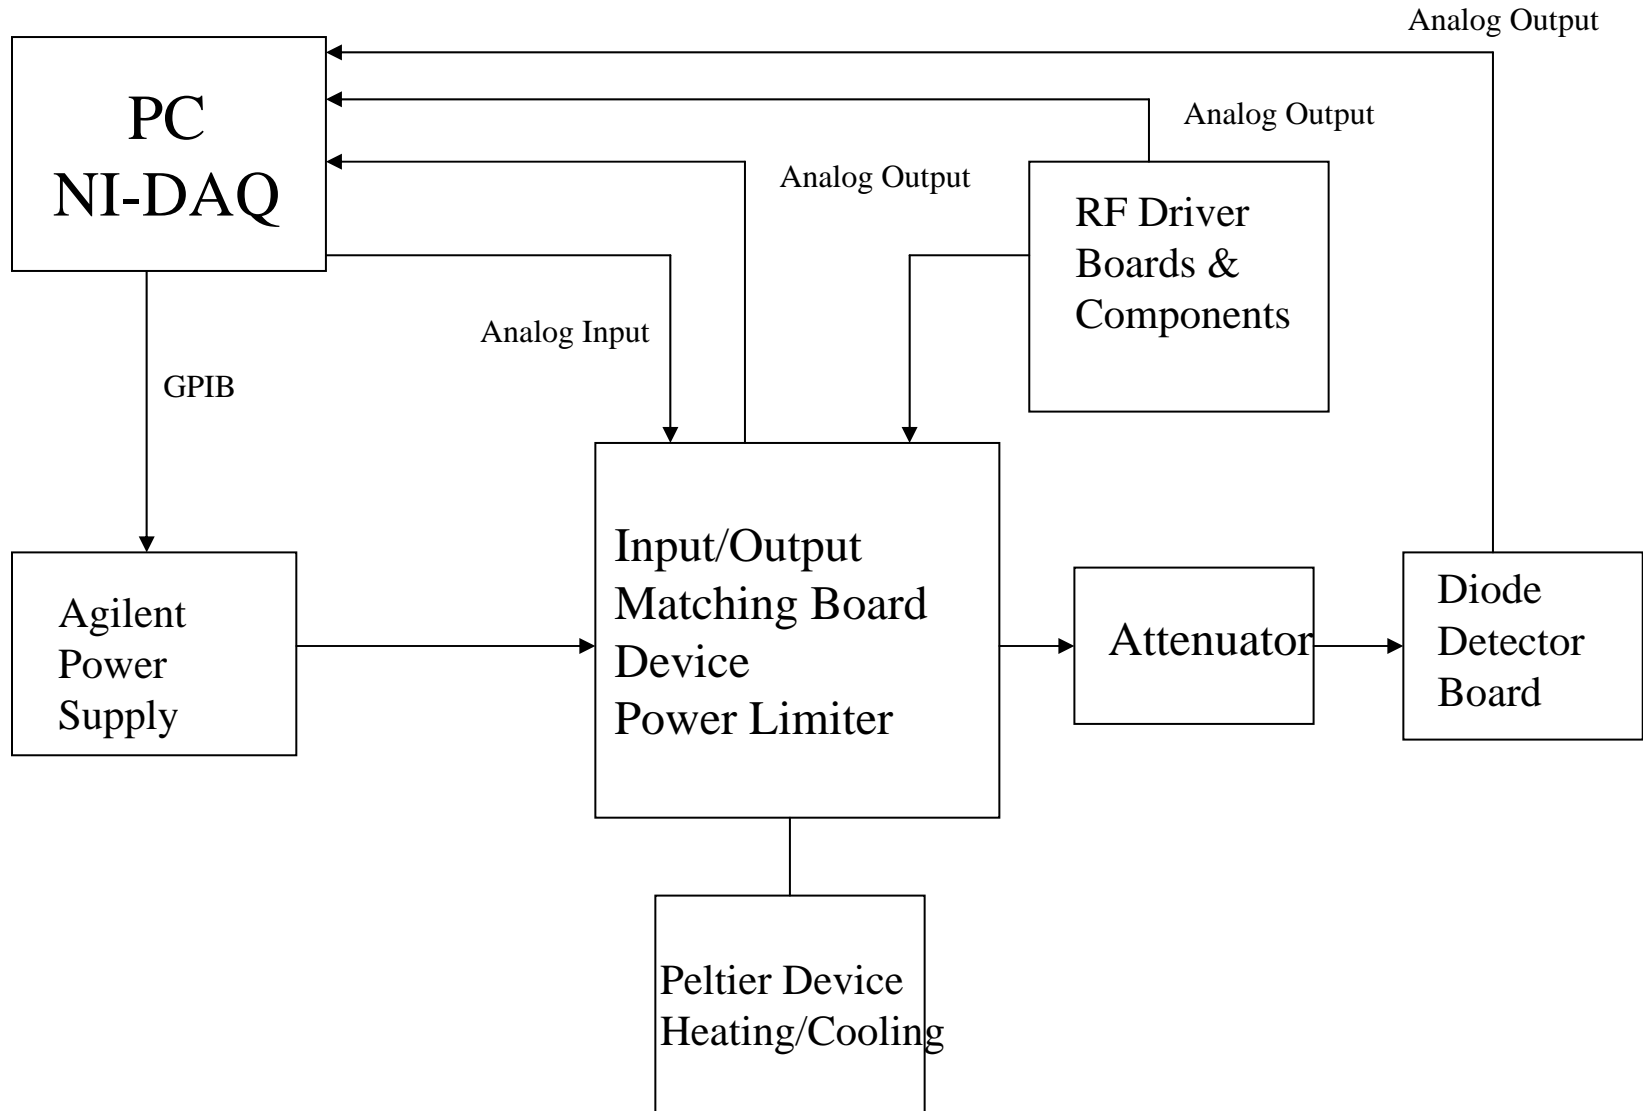 Analog Output
PC
NI-DAQ
Analog Output
Analog Output
RF Driver
Boards &
Components
Analog Input
GPIB
Input/Output
Matching Board
Device
Power Limiter
Agilent
Power
Supply
Attenuator
Diode
Detector
Board
Peltier Device
Heating/Cooling